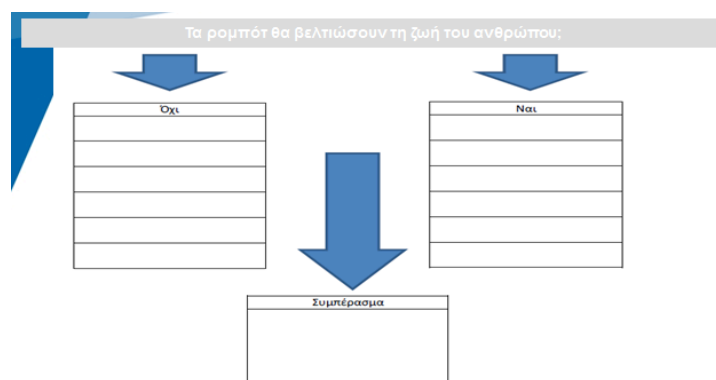 Τα ρομπότ θα βελτιώσουν τη ζωή του ανθρώπου;
Όχι
Ναι
Συμπέρασμα